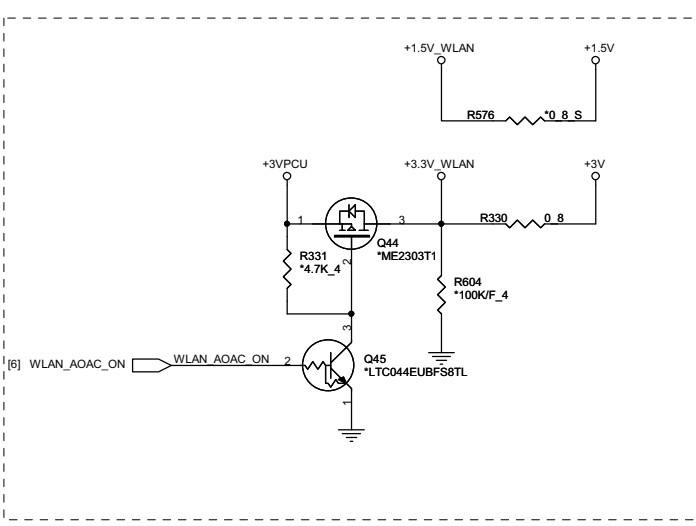 +1.5V_WLAN +1.5V
R576 *0_8_S
+3VPCU +3.3V_WLAN +3V
1 3 R330 0_8
Q44
*ME2303T1
R331
*4.7K_4
2
R604
*100K/F_4
3
[6] WLAN_AOAC_ON WLAN_AOAC_ON 2
Q45
*LTC044EUBFS8TL
1